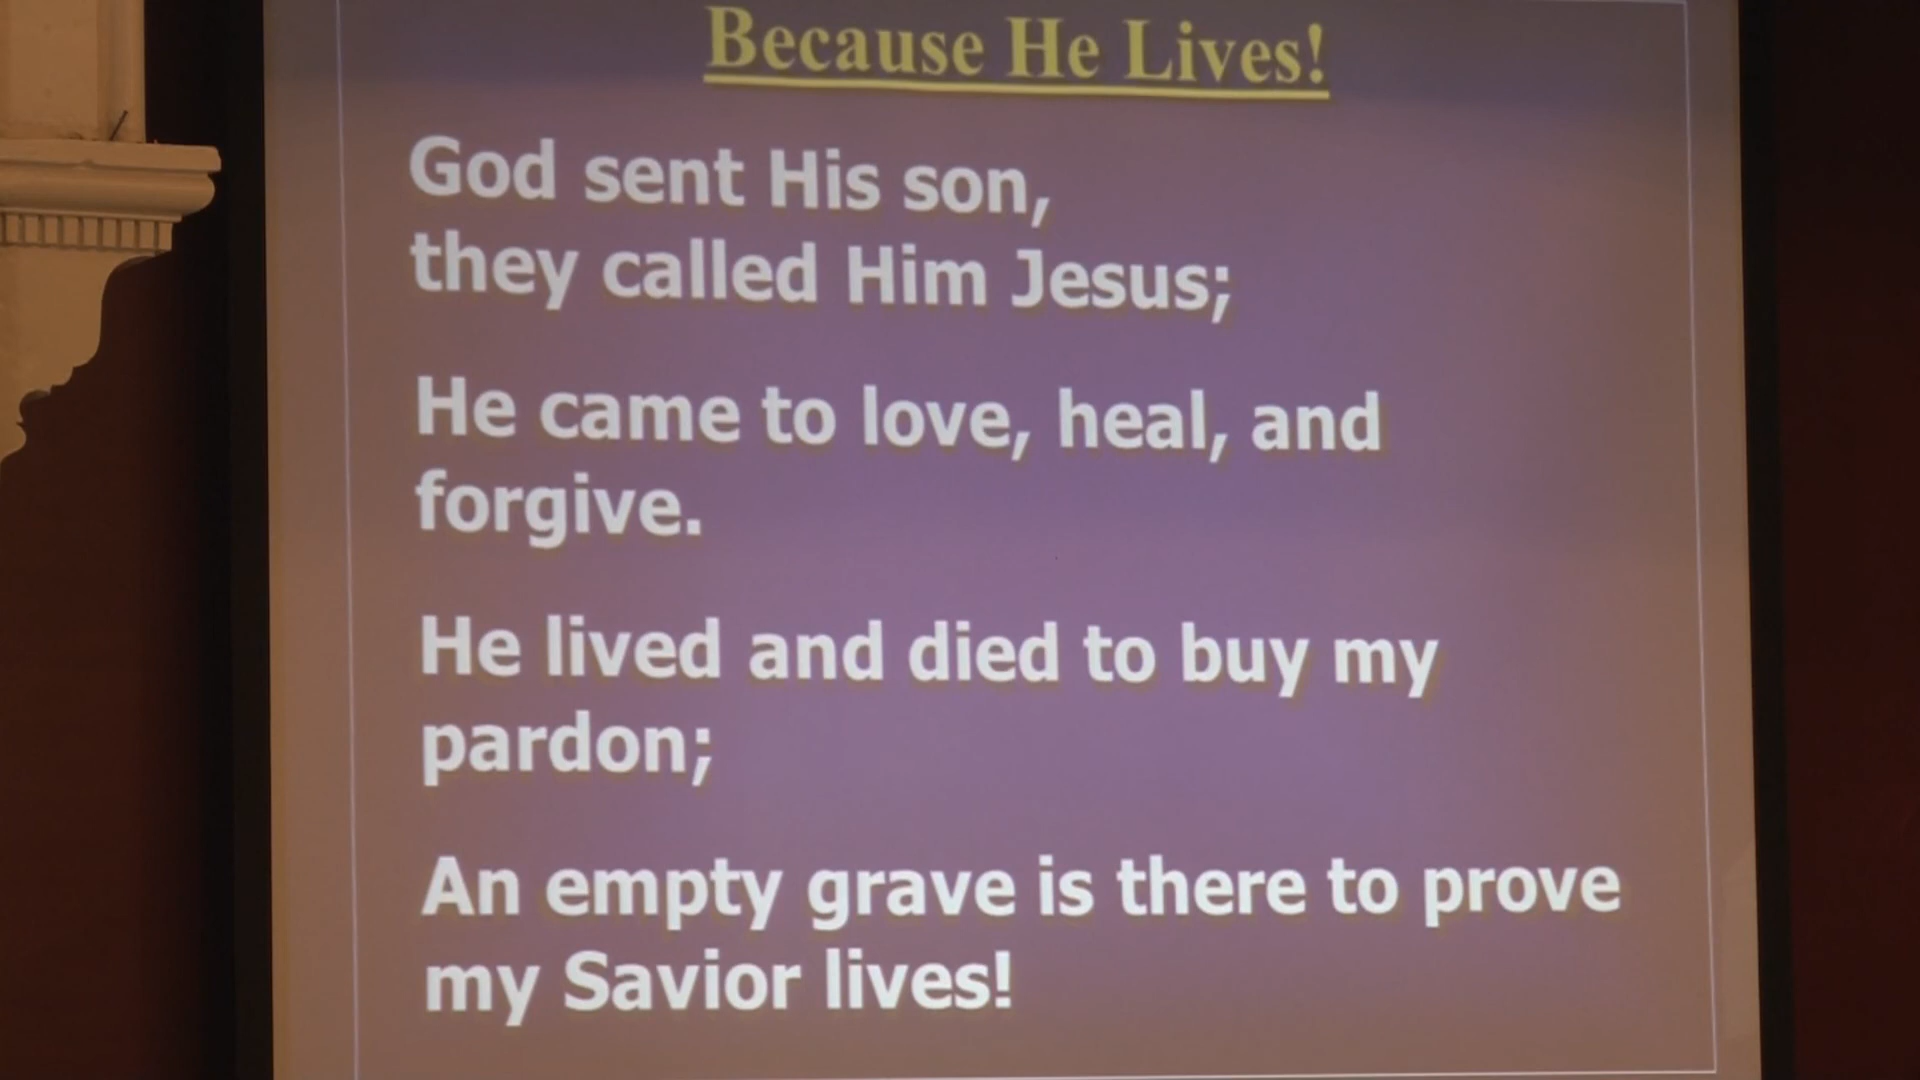 Because He Lives!
God sent His son,
they called Him Jesus;
He came to love, heal, and
forgive.
He lived and died to buy my
pardon;
An empty grave is there to prove
my Savior lives!